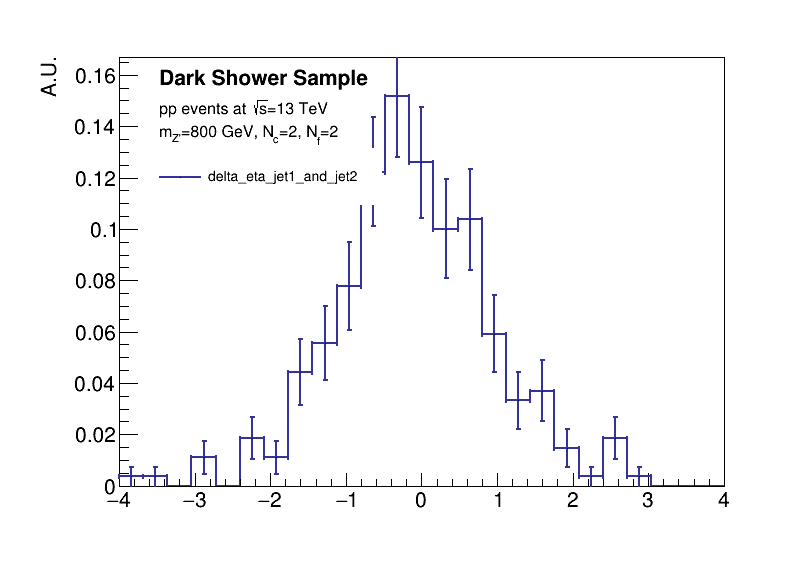 Dark Shower Sample
pp events at √s=13 TeV
m_Z'=800 GeV, N_c=2, N_f=2
delta_eta_jet1_and_jet2
A.U.
0.16
0.14
0.12
0.1
0.08
0.06
0.04
0.02
0
−4 −3 −2 −1 0 1 2 3 4